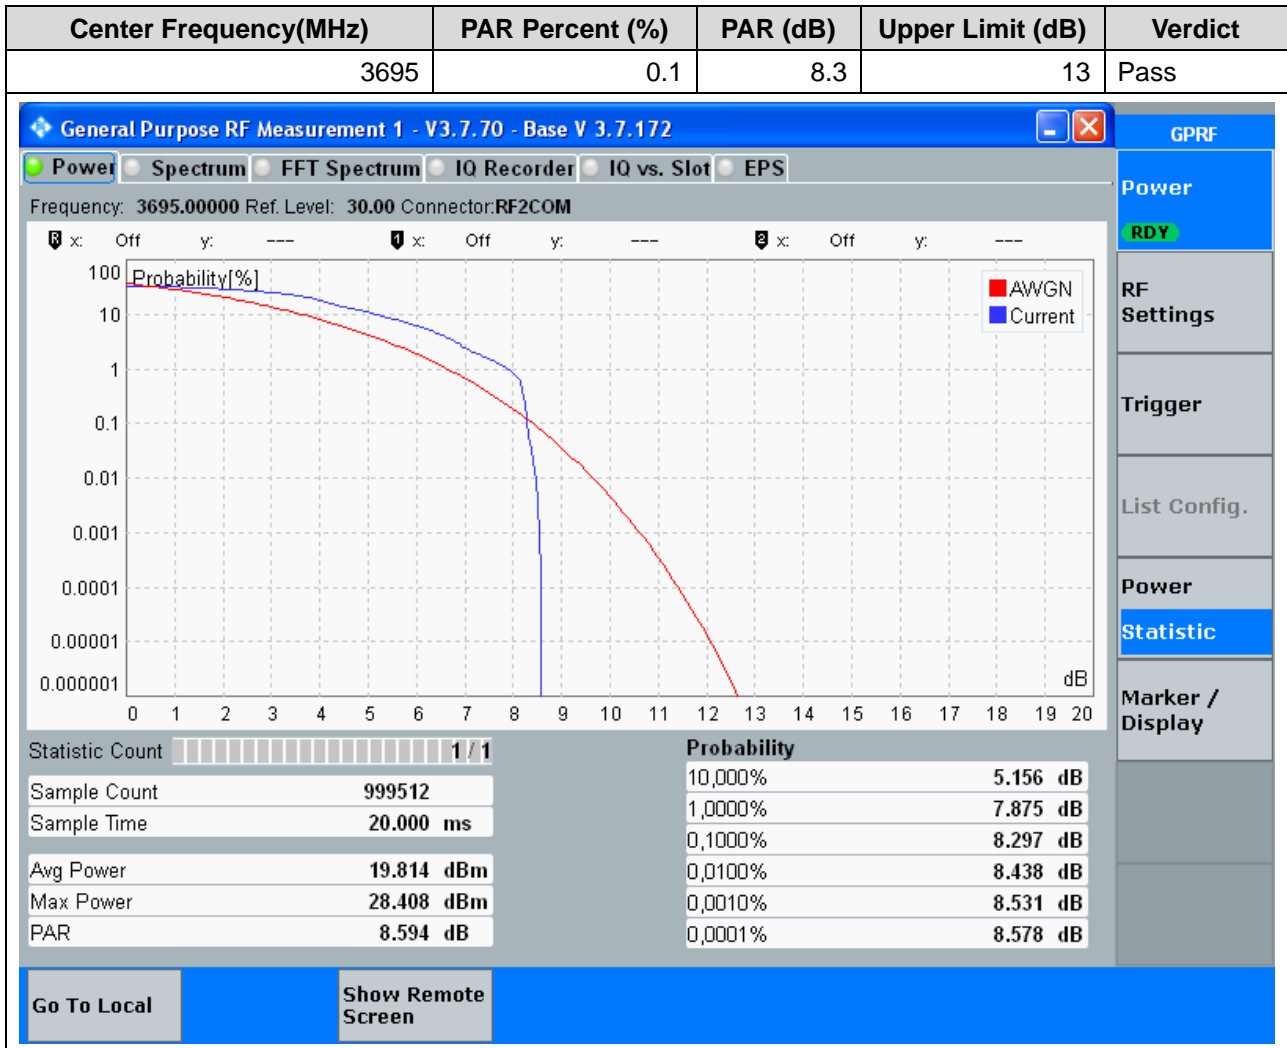 Center Frequency(MHz) PAR Percent (%) PAR (dB) Upper Limit (dB) Verdict
3695 0.1 8.3 13 Pass
General Purpose RF Measurement 1 - V3.7.70 - Base V 3.7.172
GPRF
Power Spectrum FFT Spectrum IQ Recorder IQ vs. Slot EPS
Frequency: 3695.00000 Ref. Level: 30.00 Connector:RF2COM
R x: Off y: --- 1 x: Off y: --- 2 x: Off y: ---
Probability[%]
100
10
1
0.1
0.01
0.001
0.0001
0.00001
0.000001
AWGN
Current
dB
0 1 2 3 4 5 6 7 8 9 10 11 12 13 14 15 16 17 18 19 20
Statistic Count 1 / 1
Sample Count 999512
Sample Time 20.000 ms
Avg Power 19.814 dBm
Max Power 28.408 dBm
PAR 8.594 dB
Probability
10,000% 5.156 dB
1,0000% 7.875 dB
0,1000% 8.297 dB
0,0100% 8.438 dB
0,0010% 8.531 dB
0,0001% 8.578 dB
Power
RDY
RF
Settings
Trigger
List Config.
Power
Statistic
Marker /
Display
Go To Local
Show Remote
Screen